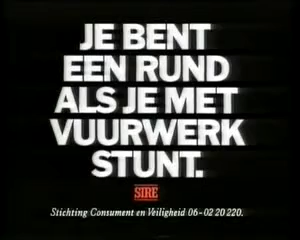 JE BENT
EEN RUND
ALS JE MET
VUURWERK
STUNT.
SIRE
Stichting Consument en Veiligheid 06-02 20 220.